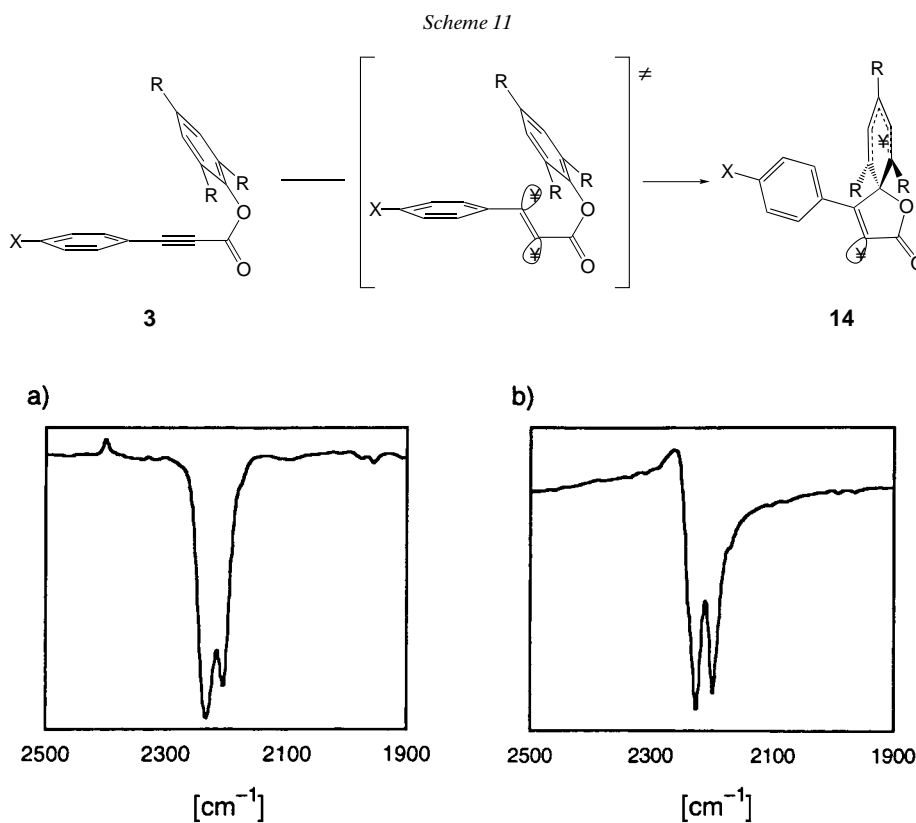 Scheme 11
R
R
R
O
O
X
3
R
R
R
¥
O
O
X
¥
≠
R
¥
X
R
R
O
O
¥
14
a)
2500 2300 2100 1900
[cm⁻¹]
b)
2500 2300 2100 1900
[cm⁻¹]